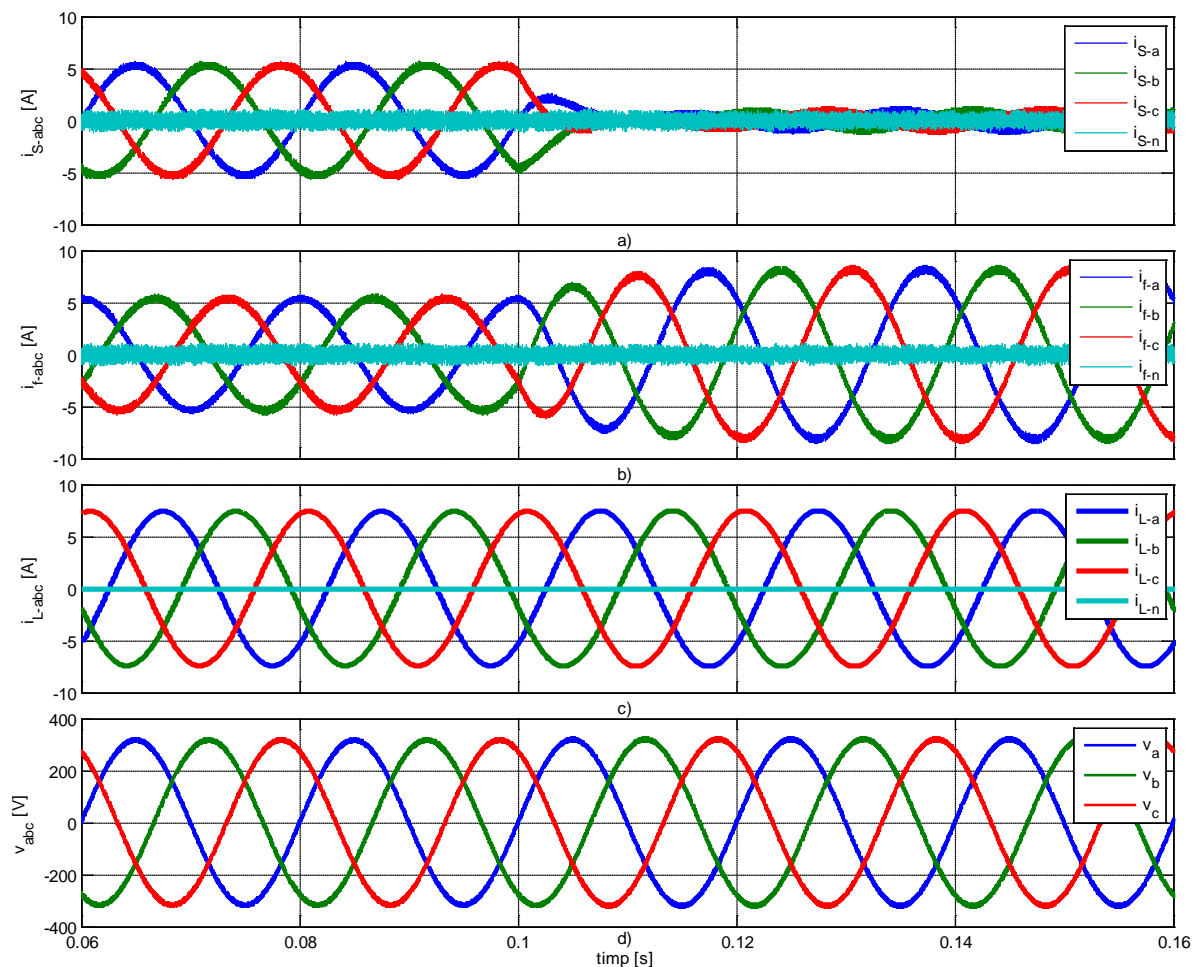 10
5
0
-5
-10
i_S-abc [A]
i_S-a
i_S-b
i_S-c
i_S-n
a)
10
5
0
-5
-10
i_f-abc [A]
i_f-a
i_f-b
i_f-c
i_f-n
b)
10
5
0
-5
-10
i_L-abc [A]
i_L-a
i_L-b
i_L-c
i_L-n
c)
400
200
0
-200
-400
v_abc [V]
v_a
v_b
v_c
0.06 0.08 0.1 0.12 0.14 0.16
d)
timp [s]